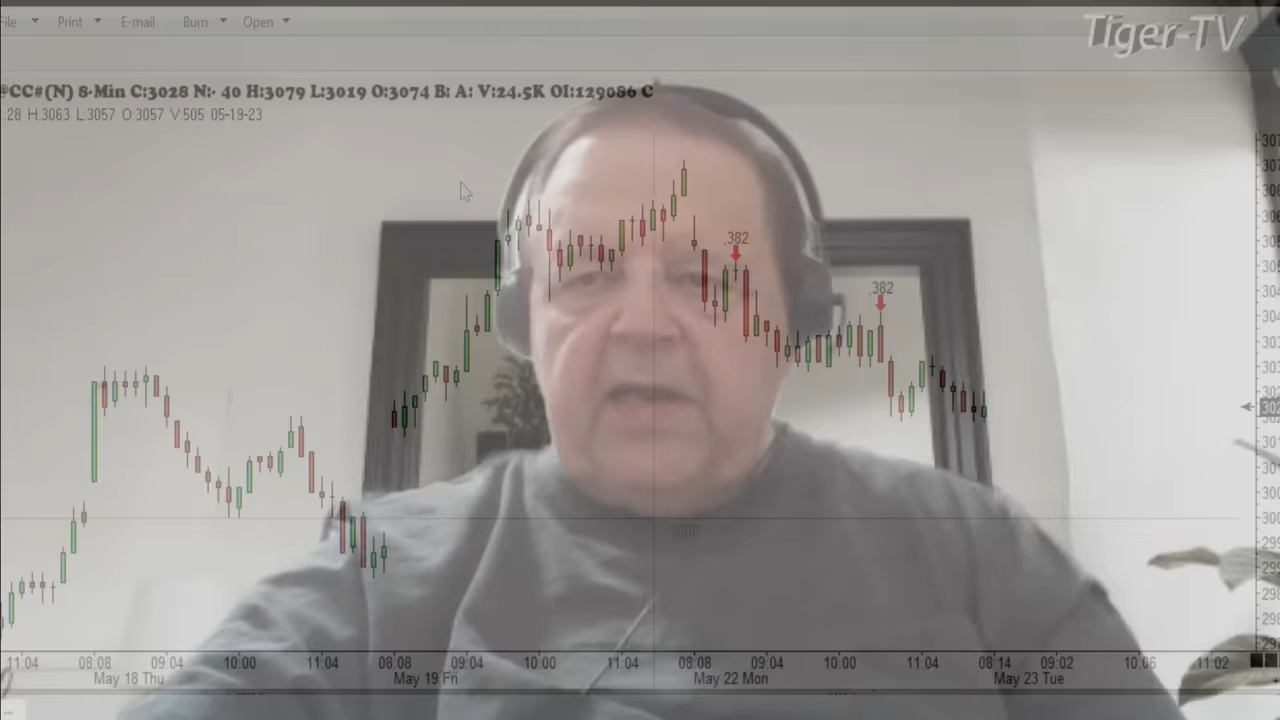 File Print E-mail Burn Open
Tiger-TV
@CC#(N) 8-Min C:3028 N:- 40 H:3079 L:3019 O:3074 B: A: V:24.5K OI:129086 C
:28 H:3063 L:3057 O:3057 V:505 05-19-23
.382
.382
11:04 08:08 09:04 10:00 11:04 08:08 09:04 10:00 11:04 08:08 09:04 10:00 11:04 08:14 09:02 10:06 11:02
May 18 Thu May 19 Fri May 22 Mon May 23 Tue